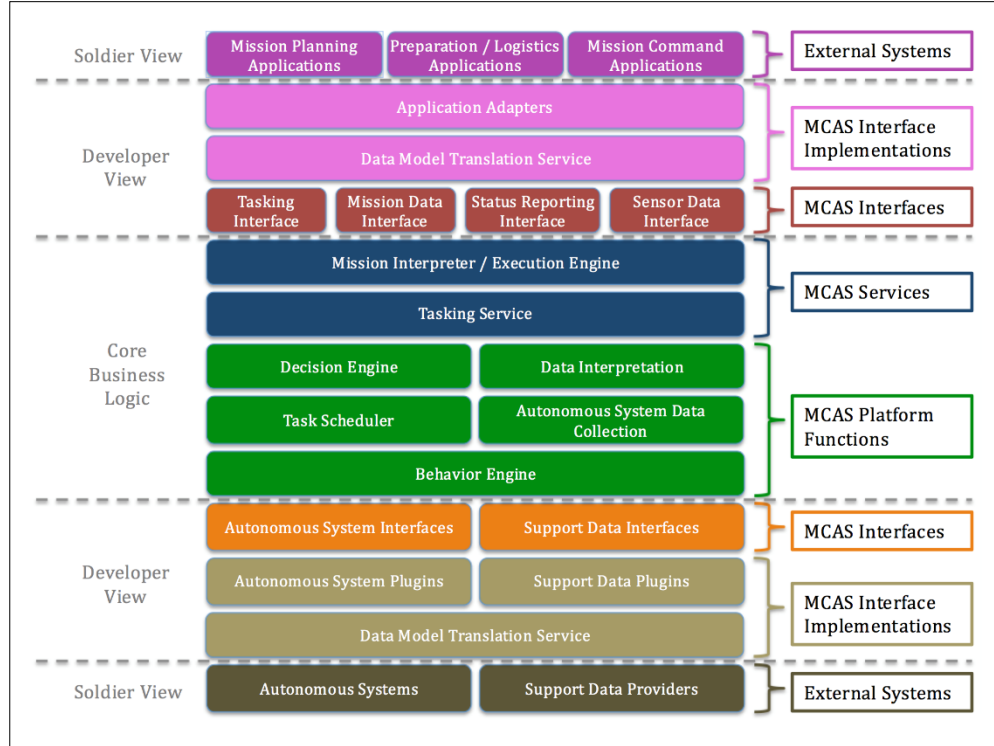 Soldier View
Mission Planning
Applications
Preparation / Logistics
Applications
Mission Command
Applications
External Systems
Developer
View
Application Adapters
Data Model Translation Service
MCAS Interface
Implementations
Tasking
Interface
Mission Data
Interface
Status Reporting
Interface
Sensor Data
Interface
MCAS Interfaces
Core
Business
Logic
Mission Interpreter / Execution Engine
Tasking Service
MCAS Services
Decision Engine
Data Interpretation
Task Scheduler
Autonomous System Data
Collection
Behavior Engine
MCAS Platform
Functions
Developer
View
Autonomous System Interfaces
Support Data Interfaces
MCAS Interfaces
Autonomous System Plugins
Support Data Plugins
Data Model Translation Service
MCAS Interface
Implementations
Soldier View
Autonomous Systems
Support Data Providers
External Systems